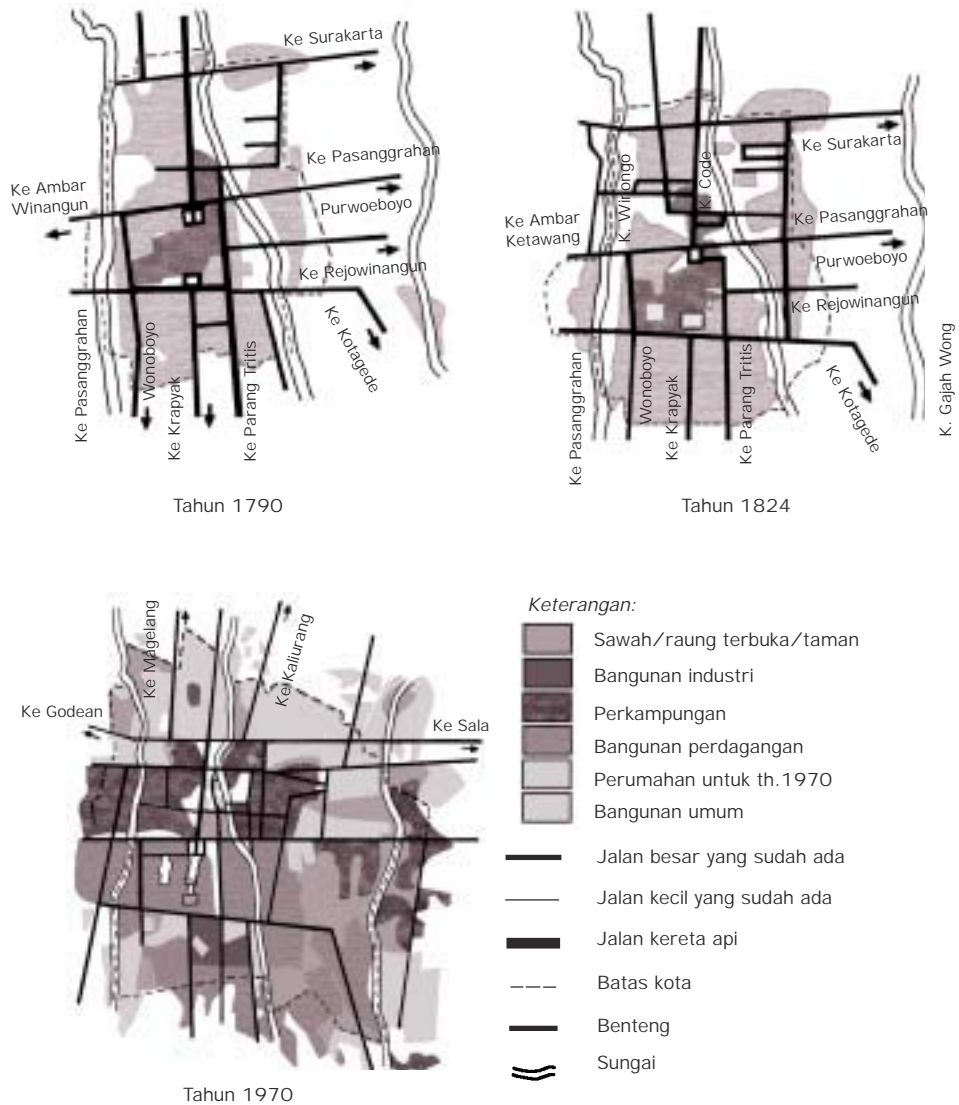 Ke Surakarta
Ke Pasanggrahan
Ke Ambar
Winangun
Purwoeboyo
Ke Rejowinangun
Ke Kotagede
Ke Pasanggrahan
Wonoboyo
Ke Krapyak
Ke Parang Tritis
Tahun 1790
Ke Surakarta
K. Winongo
K. Code
Ke Ambar
Ketawang
Ke Pasanggrahan
Purwoeboyo
Ke Rejowinangun
Ke Kotagede
K. Gajah Wong
Ke Pasanggrahan
Wonoboyo
Ke Krapyak
Ke Parang Tritis
Tahun 1824
Ke Magelang
Ke Kaliurang
Ke Godean
Ke Sala
Tahun 1970
Keterangan:
Sawah/raung terbuka/taman
Bangunan industri
Perkampungan
Bangunan perdagangan
Perumahan untuk th.1970
Bangunan umum
Jalan besar yang sudah ada
Jalan kecil yang sudah ada
Jalan kereta api
Batas kota
Benteng
Sungai